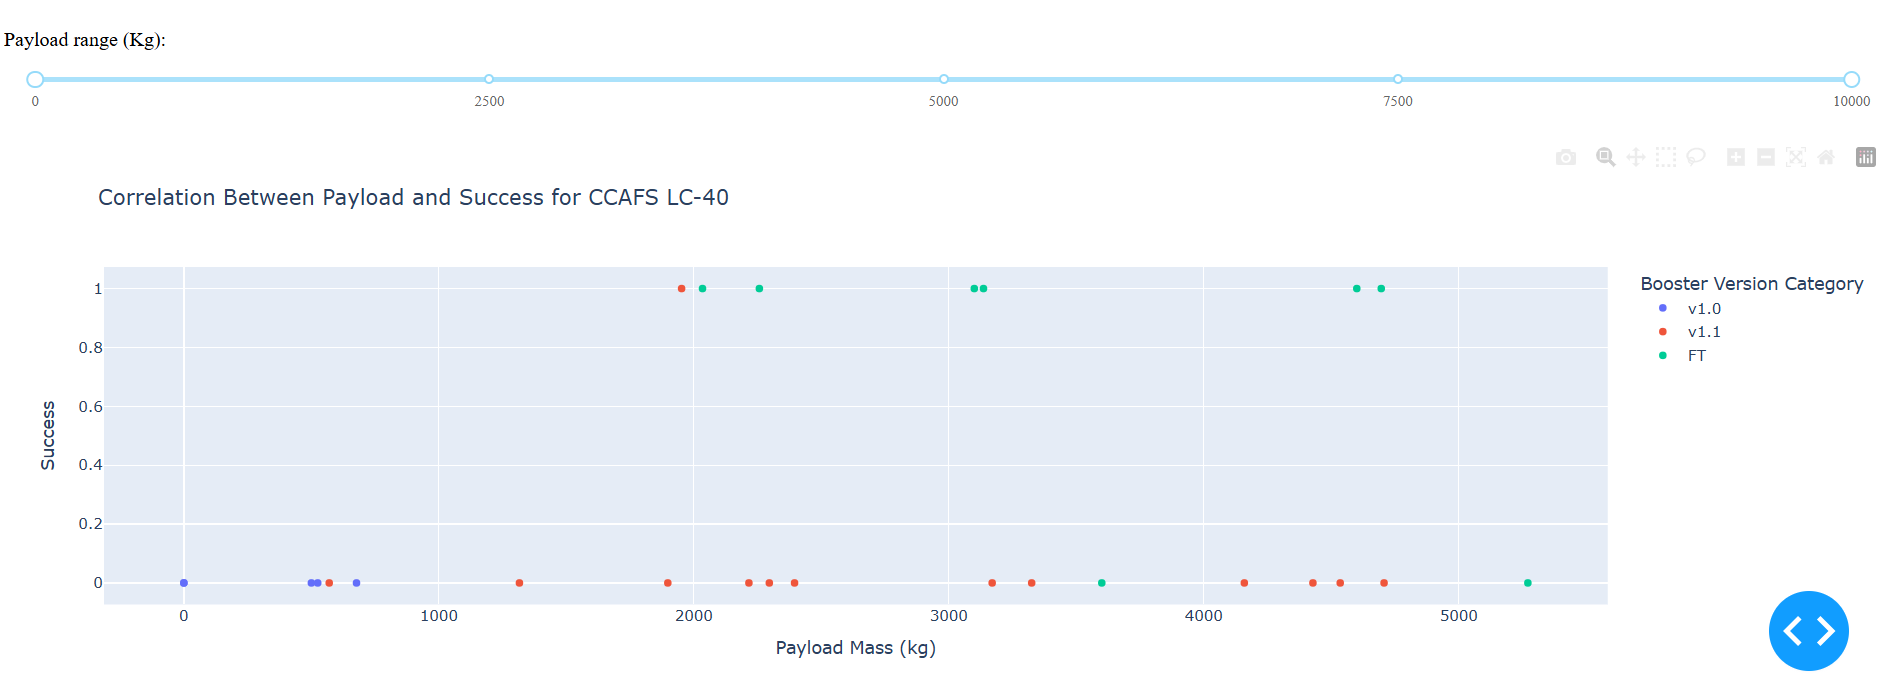 Payload range (Kg):
0 2500 5000 7500 10000
Correlation Between Payload and Success for CCAFS LC-40
Booster Version Category
v1.0
v1.1
FT
Success
1
0.8
0.6
0.4
0.2
0
0 1000 2000 3000 4000 5000
Payload Mass (kg)